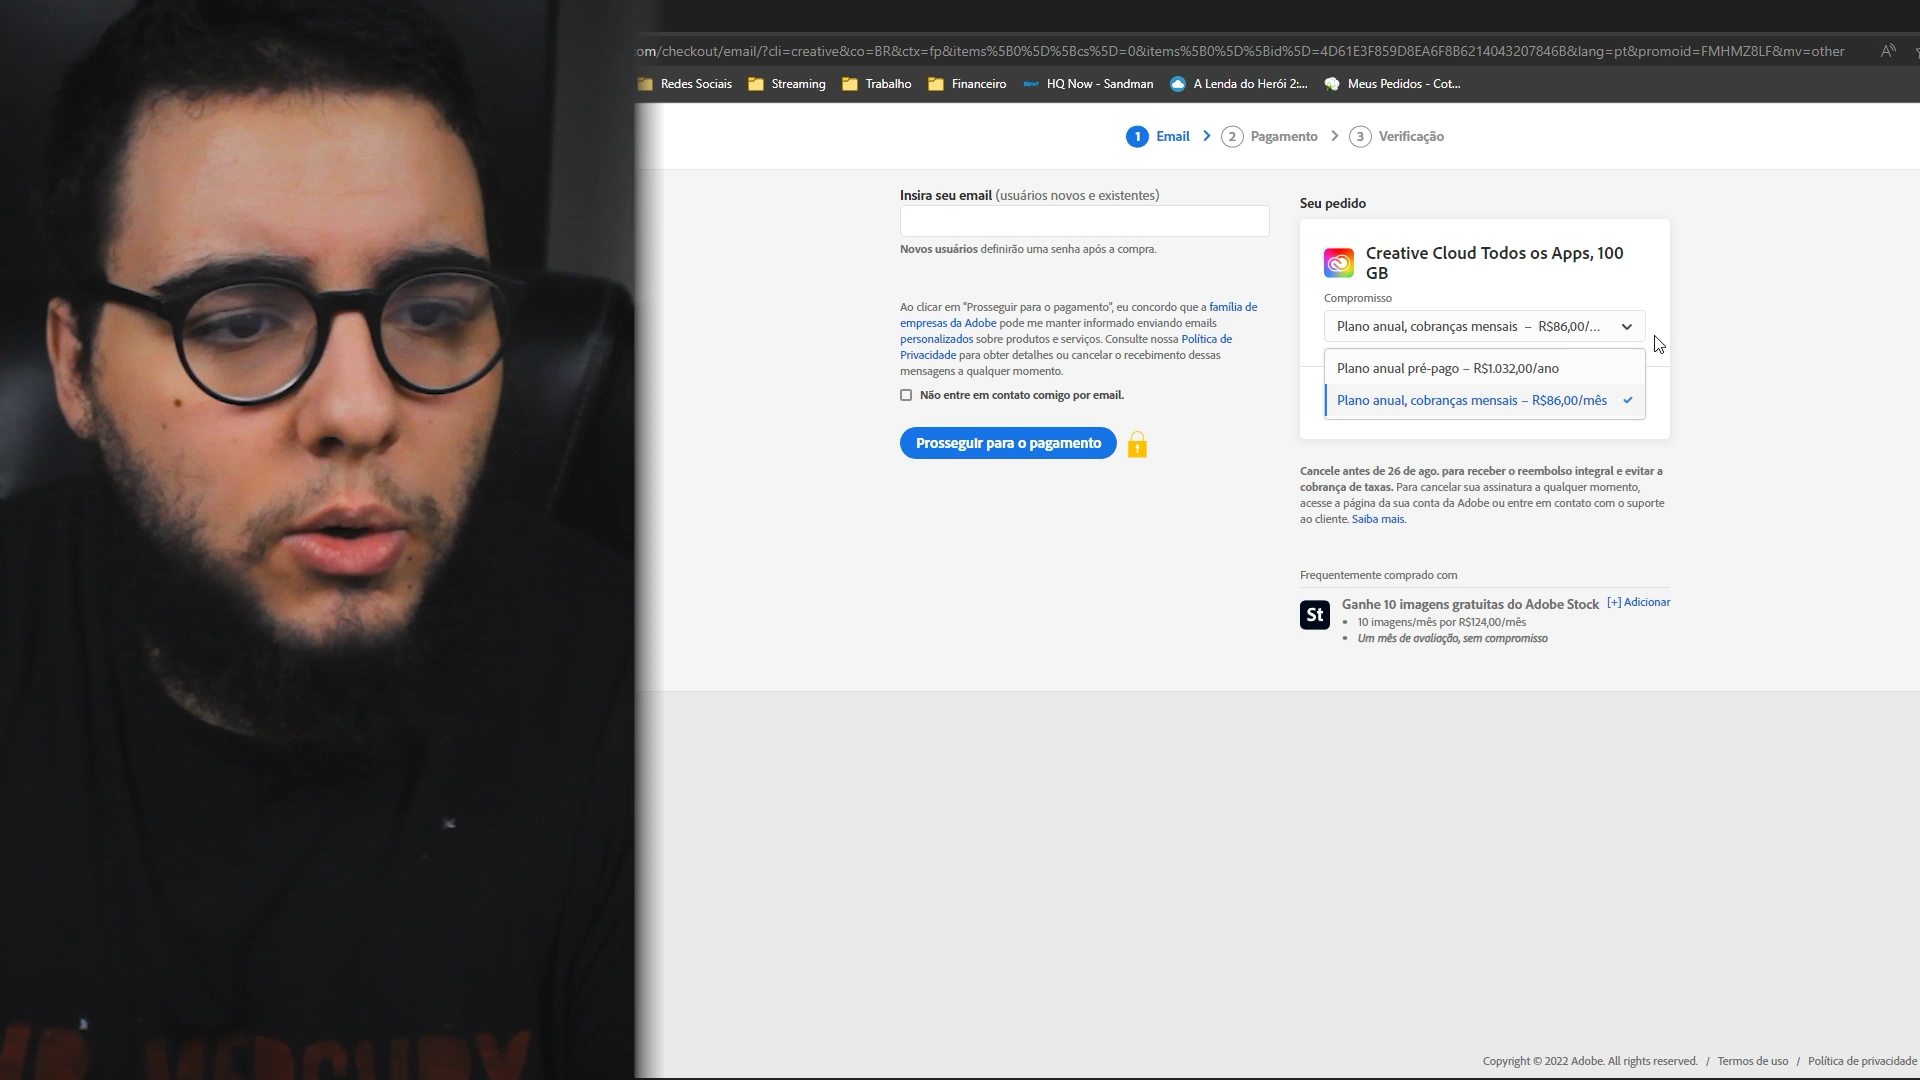 om/checkout/email/?cli=creative&co=BR&ctx=fp&items%5B0%5D%5Bcs%5D=0&items%5B0%5D%5Bid%5D=4D61E3F859D8EA6F8B6214043207846B&lang=pt&promoid=FMHMZ8LF&mv=other
Redes Sociais Streaming Trabalho Financeiro HQ Now - Sandman A Lenda do Herói 2:... Meus Pedidos - Cot...
1 Email 2 Pagamento 3 Verificação
Insira seu email (usuários novos e existentes)
Novos usuários definirão uma senha após a compra.
Ao clicar em "Prosseguir para o pagamento", eu concordo que a família de
empresas da Adobe pode me manter informado enviando emails
personalizados sobre produtos e serviços. Consulte nossa Política de
Privacidade para obter detalhes ou cancelar o recebimento dessas
mensagens a qualquer momento.
Não entre em contato comigo por email.
Prosseguir para o pagamento
Seu pedido
Creative Cloud Todos os Apps, 100
GB
Compromisso
Plano anual, cobranças mensais – R$86,00/...
Plano anual pré-pago – R$1.032,00/ano
Plano anual, cobranças mensais – R$86,00/mês
Cancele antes de 26 de ago. para receber o reembolso integral e evitar a
cobrança de taxas. Para cancelar sua assinatura a qualquer momento,
acesse a página da sua conta da Adobe ou entre em contato com o suporte
ao cliente. Saiba mais.
Frequentemente comprado com
St Ganhe 10 imagens gratuitas do Adobe Stock [+] Adicionar
10 imagens/mês por R$124,00/mês
Um mês de avaliação, sem compromisso
Copyright © 2022 Adobe. All rights reserved. / Termos de uso / Política de privacidade